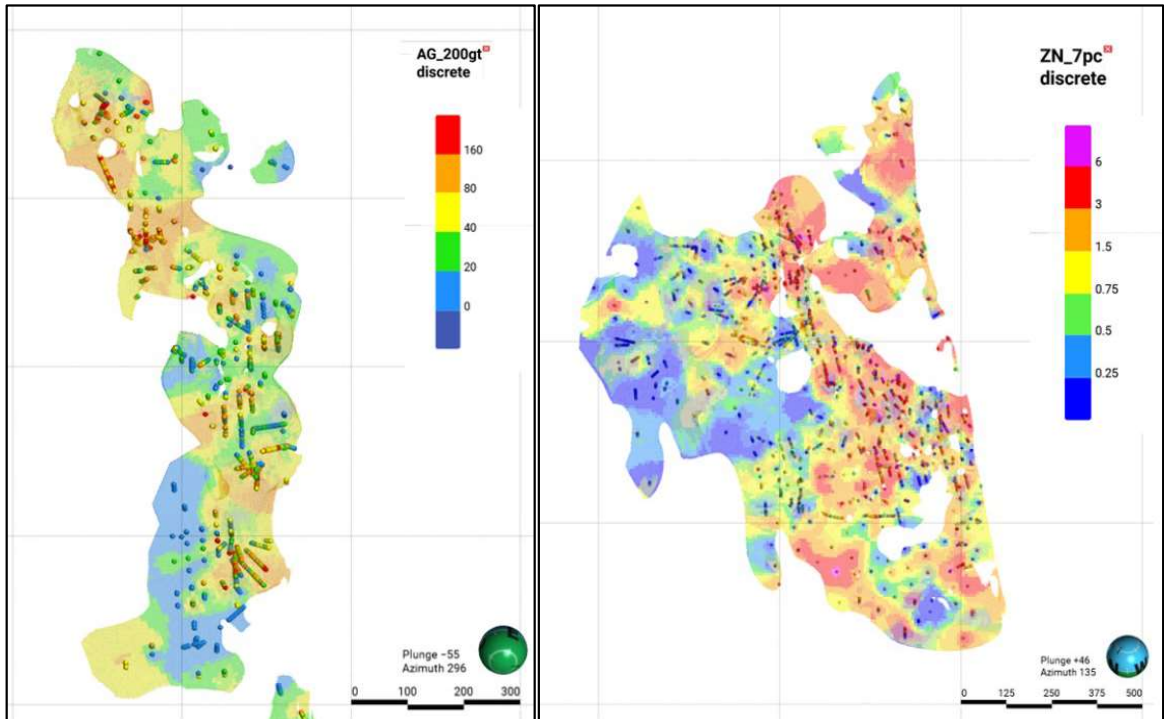 AG_200gt
discrete
160
80
40
20
0
Plunge −55
Azimuth 296
0 100 200 300
ZN_7pc
discrete
6
3
1.5
0.75
0.5
0.25
Plunge +46
Azimuth 135
0 125 250 375 500